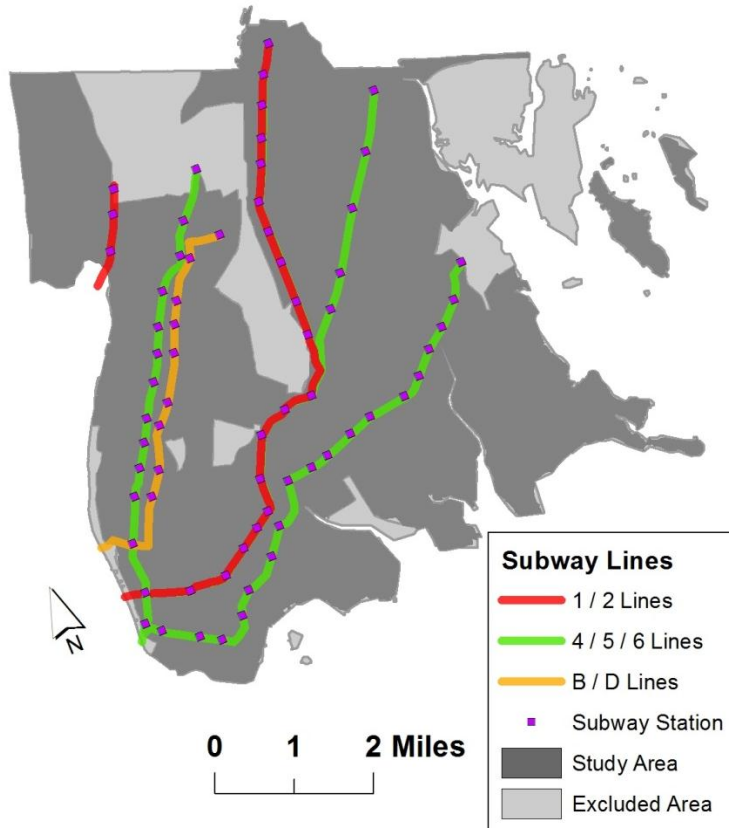 Subway Lines
1 / 2 Lines
4 / 5 / 6 Lines
B / D Lines
Subway Station
Study Area
Excluded Area
N
0 1 2 Miles